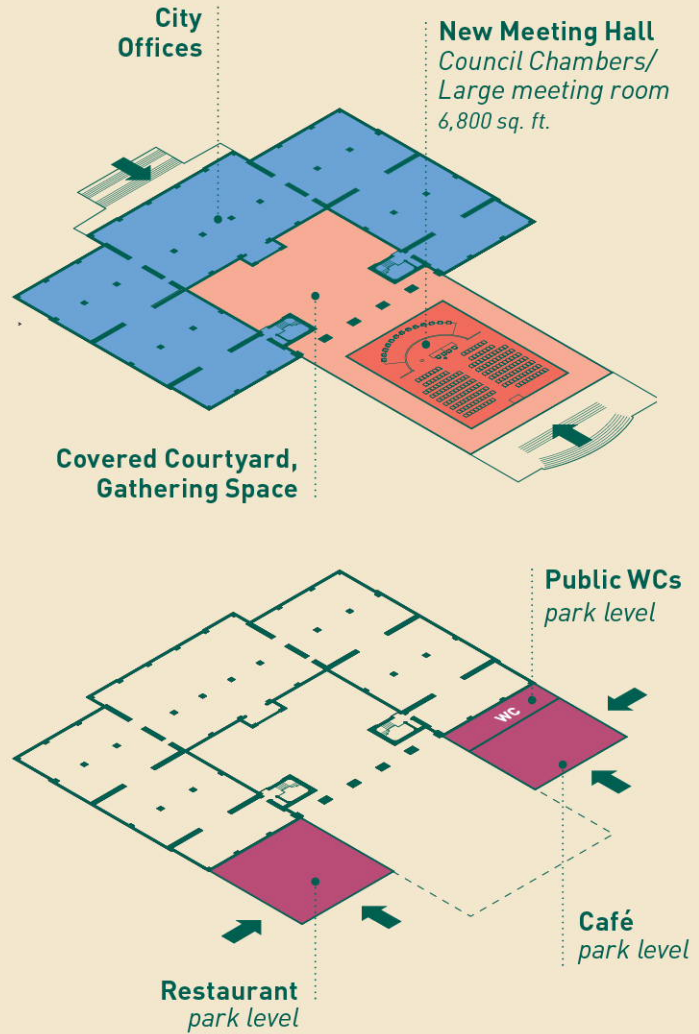 City
Offices
New Meeting Hall
Council Chambers/
Large meeting room
6,800 sq. ft.
Covered Courtyard,
Gathering Space
Public WCs
park level
WC
Café
park level
Restaurant
park level